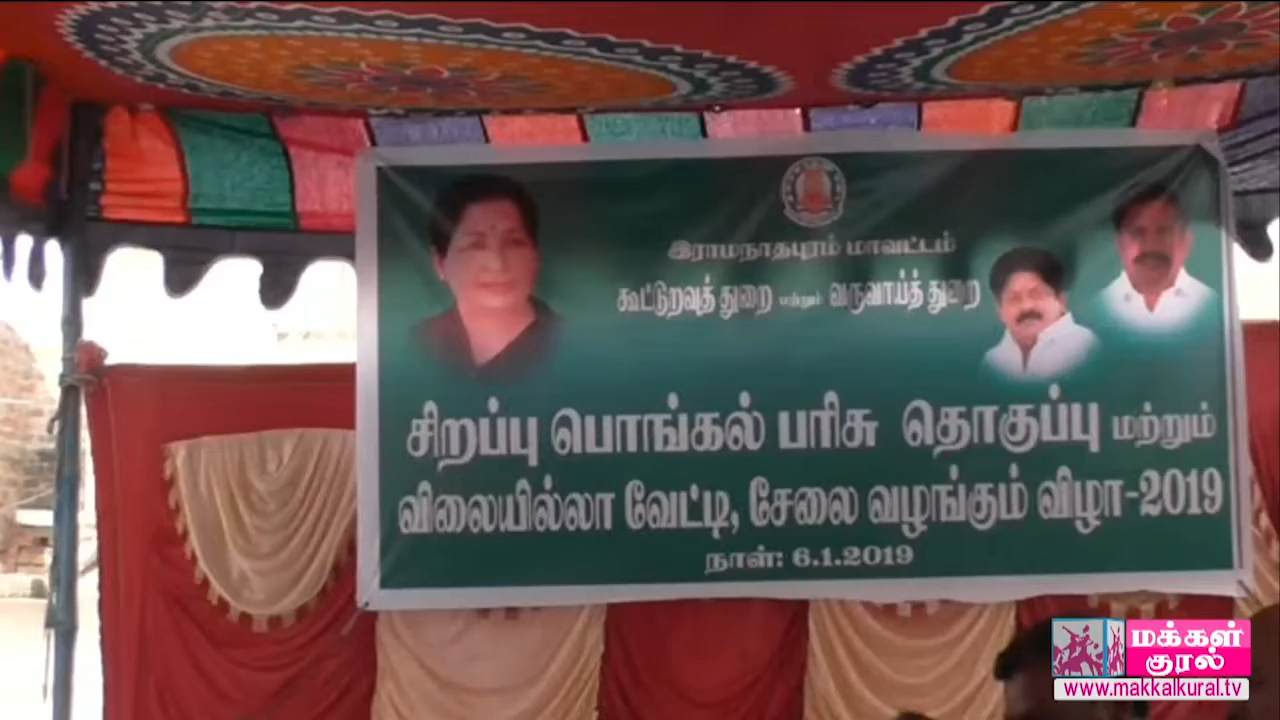 இராமநாதபுரம் மாவட்டம்
கூட்டுறவுத் துறை மற்றும் வருவாய்த் துறை
சிறப்பு பொங்கல் பரிசு தொகுப்பு மற்றும்
விலையில்லா வேட்டி, சேலை வழங்கும் விழா-2019
நாள்: 6.1.2019
மக்கள்
குரல்
www.makkalkural.tv